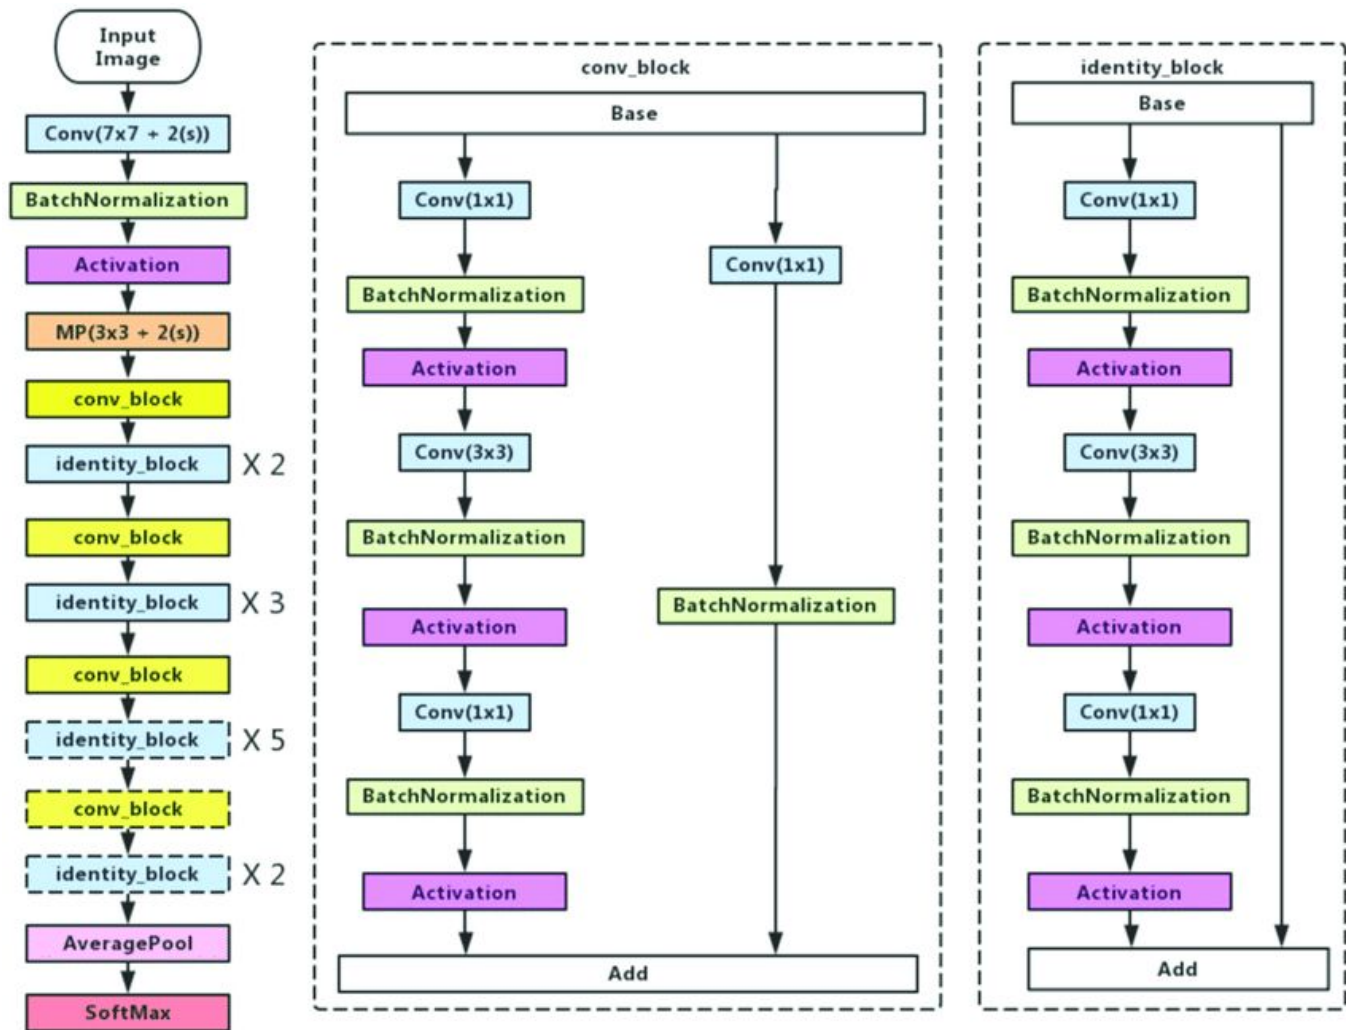 Input
Image
Conv(7x7 + 2(s))
BatchNormalization
Activation
MP(3x3 + 2(s))
conv_block
identity_block X 2
conv_block
identity_block X 3
conv_block
identity_block X 5
conv_block
identity_block X 2
AveragePool
SoftMax
conv_block
Base
Conv(1x1)
BatchNormalization
Activation
Conv(3x3)
BatchNormalization
Activation
Conv(1x1)
BatchNormalization
Activation
Conv(1x1)
BatchNormalization
Add
identity_block
Base
Conv(1x1)
BatchNormalization
Activation
Conv(3x3)
BatchNormalization
Activation
Conv(1x1)
BatchNormalization
Activation
Add